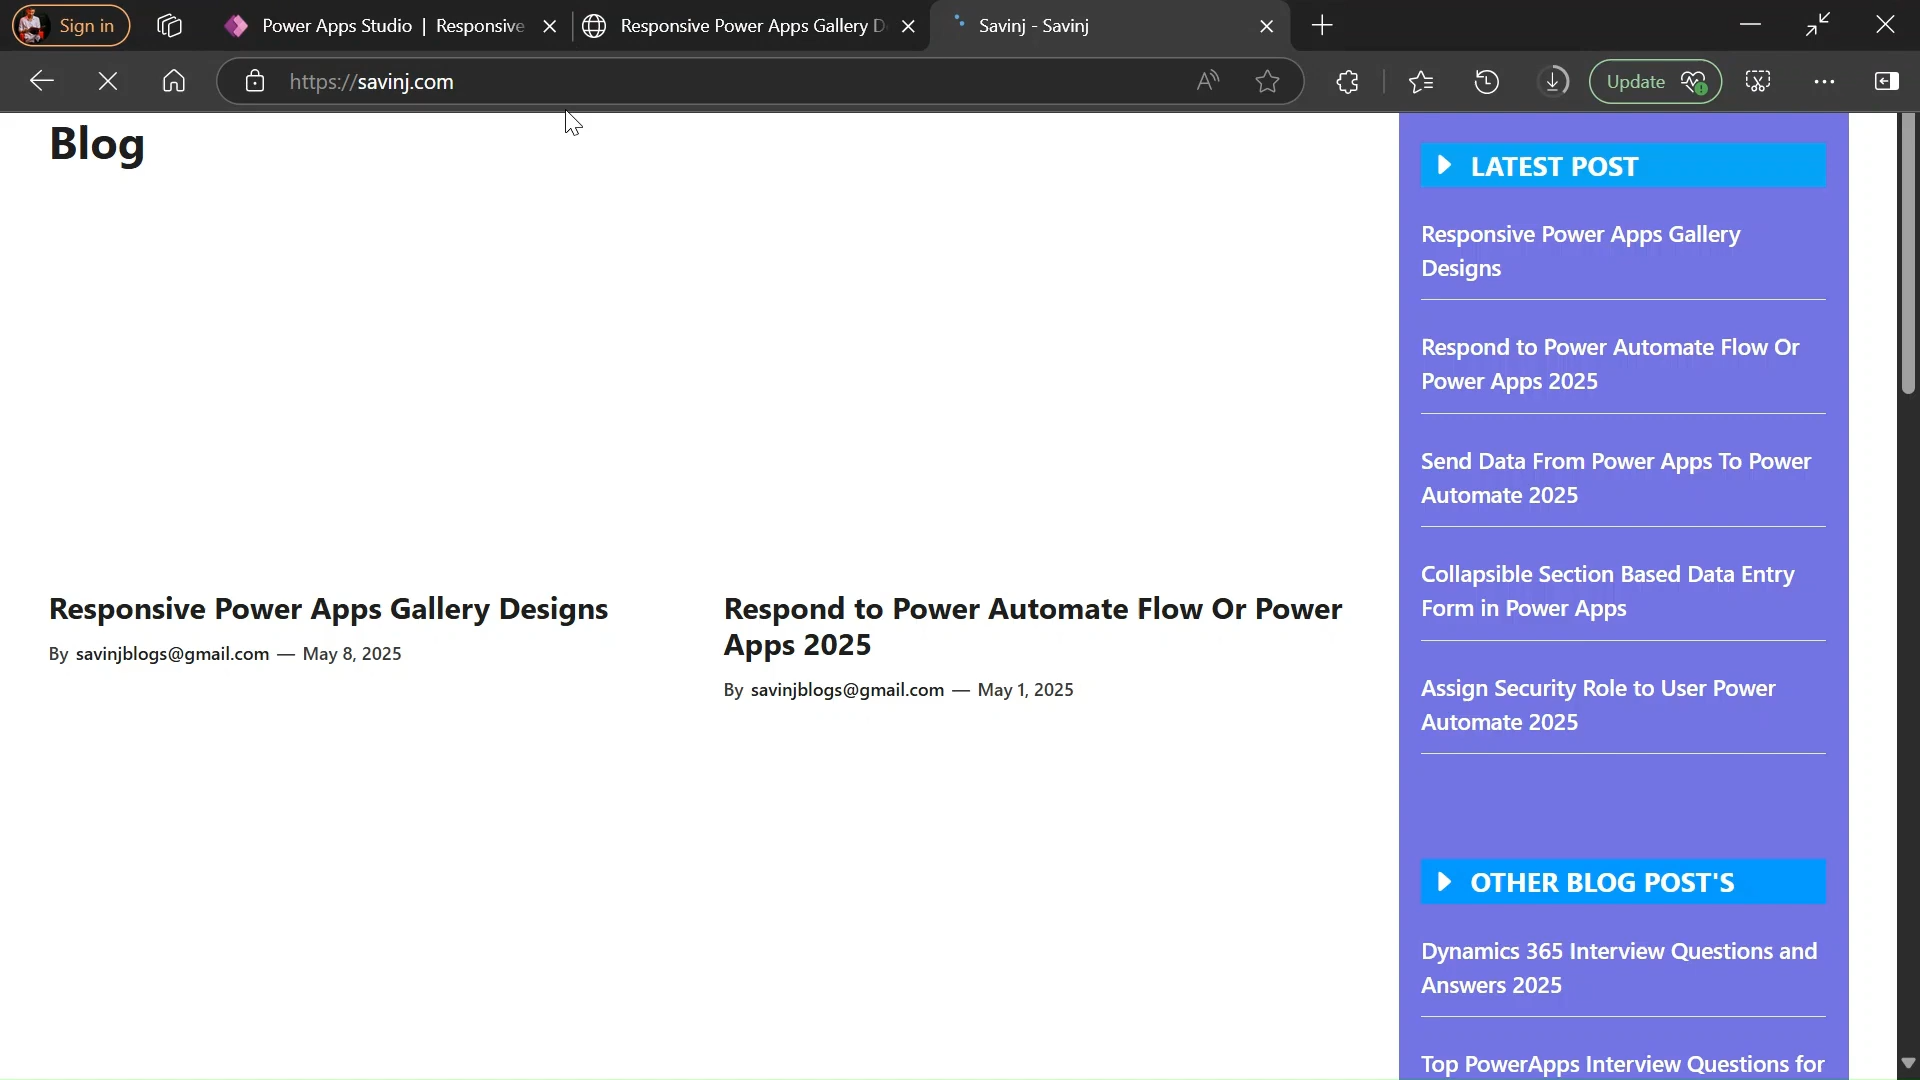 Sign in
Power Apps Studio | Responsive
Responsive Power Apps Gallery D
Savinj - Savinj
https://savinj.com
Update
Blog
Responsive Power Apps Gallery Designs
By savinjblogs@gmail.com — May 8, 2025
Respond to Power Automate Flow Or Power
Apps 2025
By savinjblogs@gmail.com — May 1, 2025
LATEST POST
Responsive Power Apps Gallery
Designs
Respond to Power Automate Flow Or
Power Apps 2025
Send Data From Power Apps To Power
Automate 2025
Collapsible Section Based Data Entry
Form in Power Apps
Assign Security Role to User Power
Automate 2025
OTHER BLOG POST'S
Dynamics 365 Interview Questions and
Answers 2025
Top PowerApps Interview Questions for